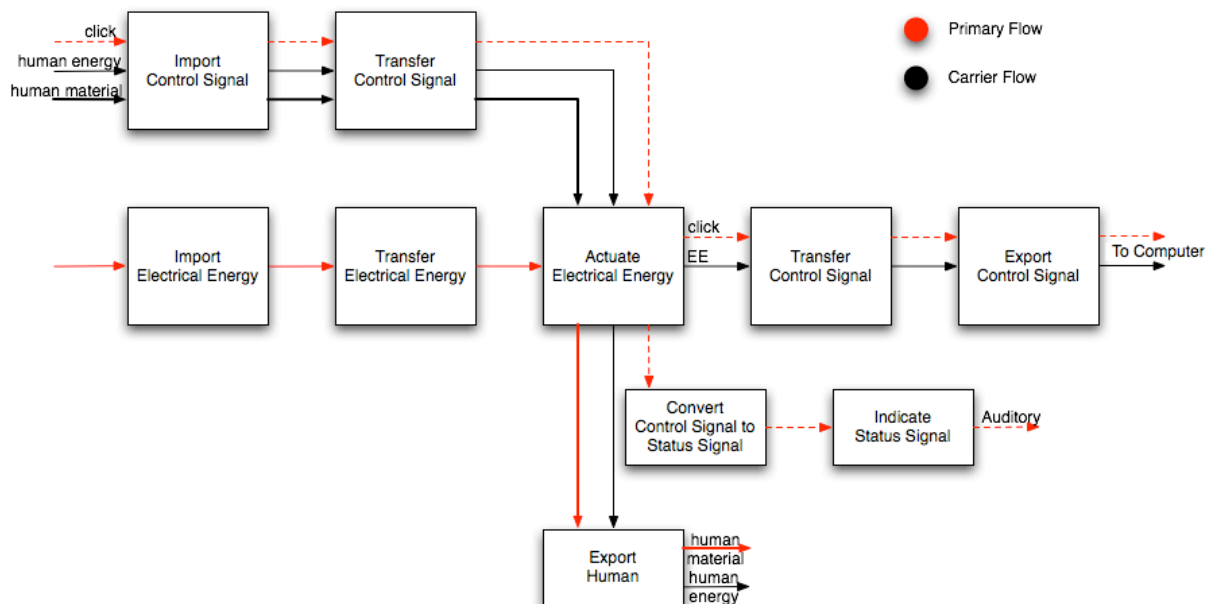 click
human energy
human material
Import
Control Signal
Transfer
Control Signal
Primary Flow
Carrier Flow
Import
Electrical Energy
Transfer
Electrical Energy
Actuate
Electrical Energy
click
EE
Transfer
Control Signal
Export
Control Signal
To Computer
Convert
Control Signal to
Status Signal
Indicate
Status Signal
Auditory
Export
Human
human
material
human
energy